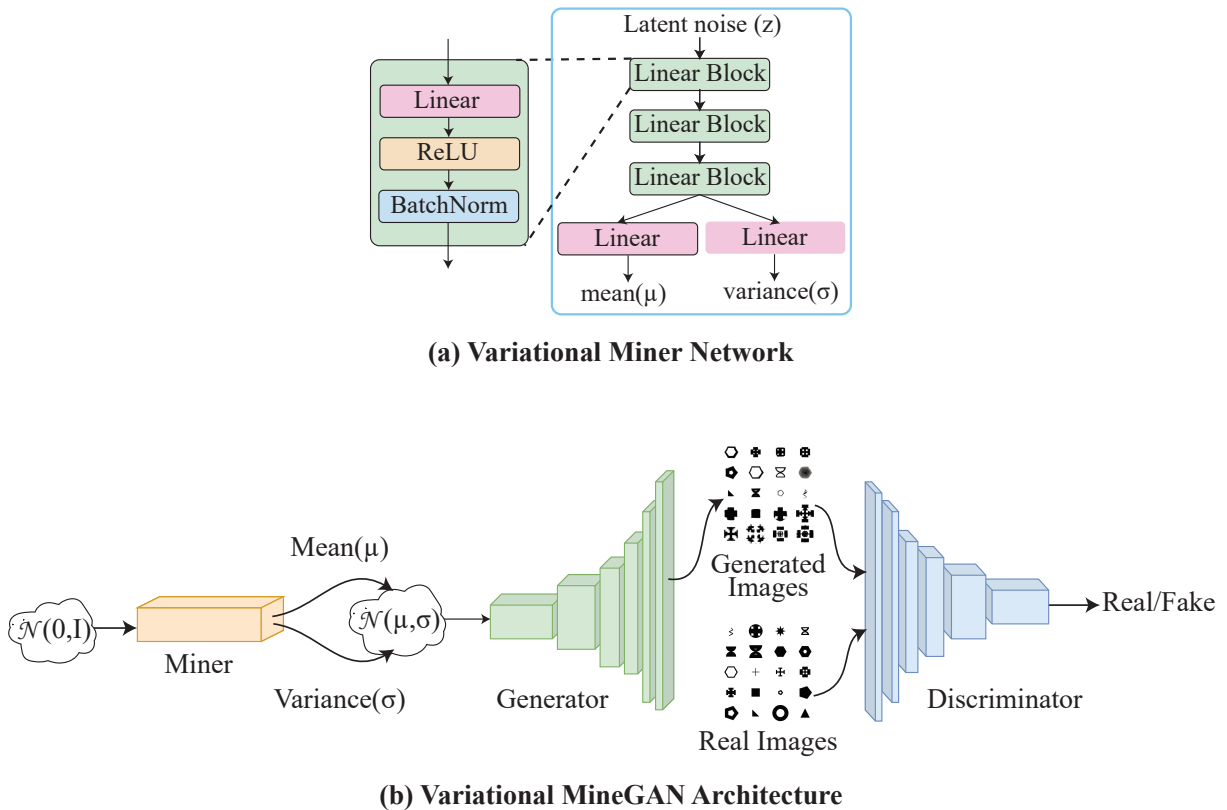 Latent noise (z)
Linear Block
Linear Block
Linear Block
Linear
Linear
mean(μ)
variance(σ)
Linear
ReLU
BatchNorm
(a) Variational Miner Network
N(0,I)
Miner
Mean(μ)
Variance(σ)
N(μ,σ)
Generator
Generated
Images
Real Images
Discriminator
Real/Fake
(b) Variational MineGAN Architecture